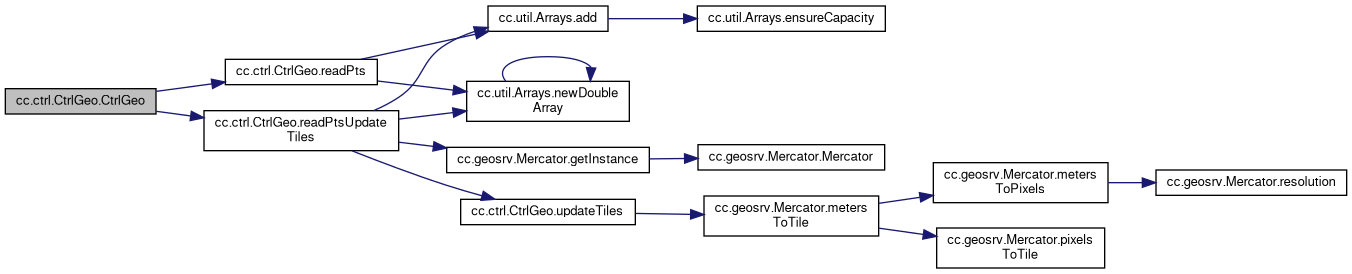 cc.ctrl.CtrlGeo.CtrlGeo
cc.ctrl.CtrlGeo.readPts
cc.ctrl.CtrlGeo.readPtsUpdate
Tiles
cc.util.Arrays.add
cc.util.Arrays.newDouble
Array
cc.geosrv.Mercator.getInstance
cc.ctrl.CtrlGeo.updateTiles
cc.util.Arrays.ensureCapacity
cc.geosrv.Mercator.Mercator
cc.geosrv.Mercator.meters
ToTile
cc.geosrv.Mercator.meters
ToPixels
cc.geosrv.Mercator.pixels
ToTile
cc.geosrv.Mercator.resolution